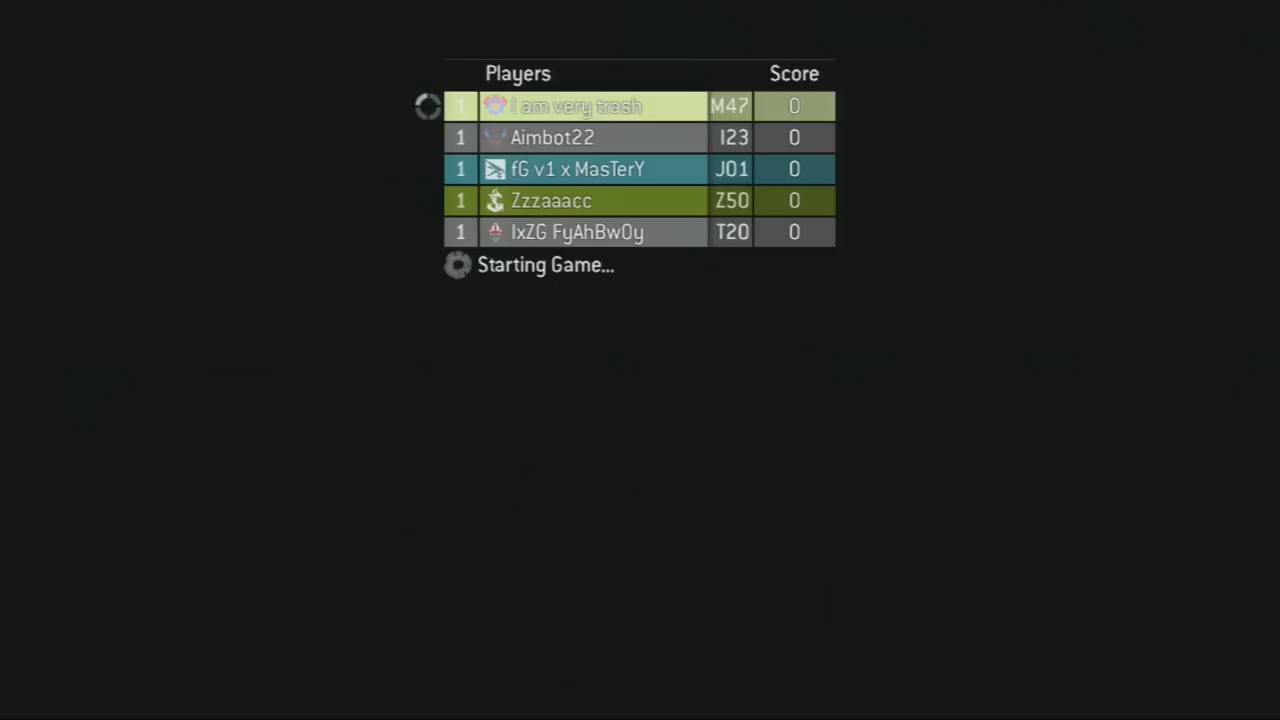 Players Score
1 I am very trash M47 0
1 Aimbot22 I23 0
1 fG v1 x MasTerY J01 0
1 Zzzaaacc Z50 0
1 IxZG FyAhBwOy T20 0
Starting Game...